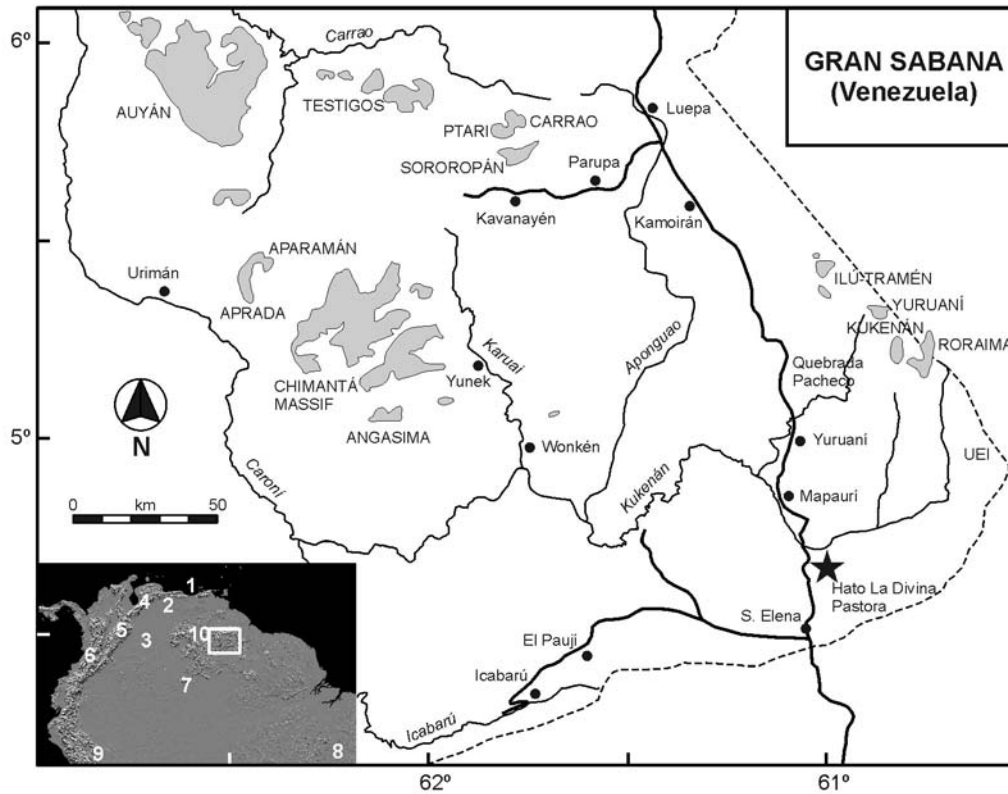 6º
Carrao
GRAN SABANA
(Venezuela)
AUYÁN
TESTIGOS
PTARI
CARRAO
SOROROPÁN
Luepa
Parupa
Kavanayén
Kamoirán
APARAMÁN
Urimán
APRADA
ILÚ-TRAMÉN
YURUANÍ
KUKENÁN
RORAIMA
Karuai
Aponguao
Quebrada
Pacheco
CHIMANTÁ
MASSIF
Yunek
ANGASIMA
N
5º
Wonkén
Yuruaní
UEI
Caroní
Kukenán
Mapaurí
0
km
50
Hato La Divina
Pastora
S. Elena
El Paují
Icabarú
Icabarú
1
2
3
4
5
6
7
8
9
10
62º
61º